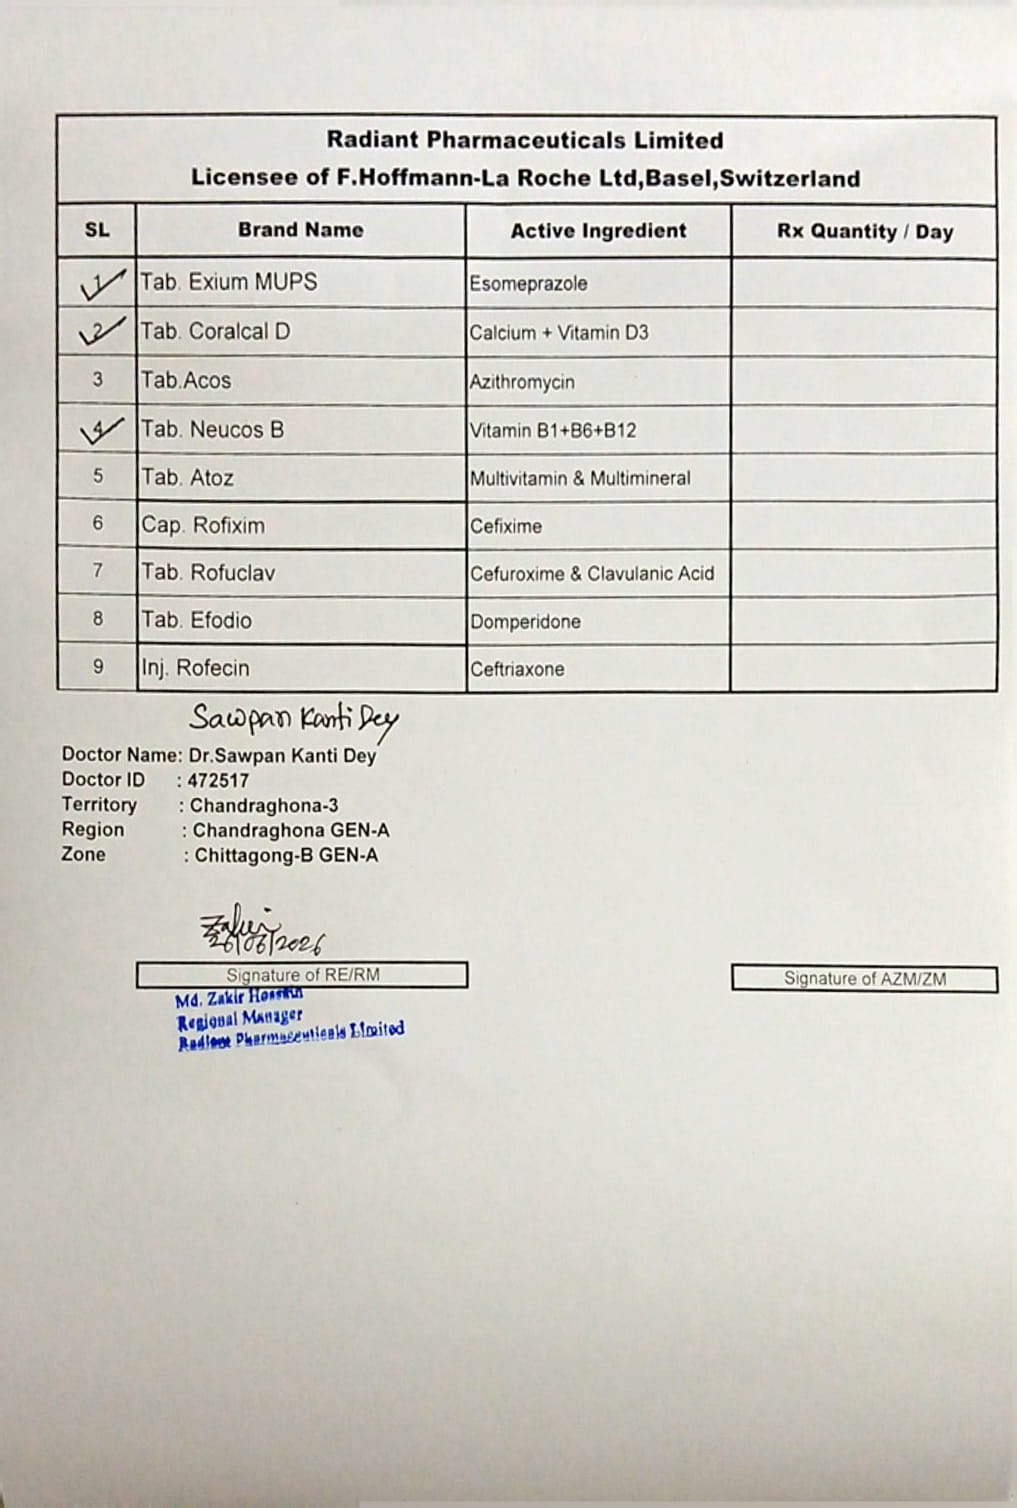 Radiant Pharmaceuticals Limited
Licensee of F.Hoffmann-La Roche Ltd,Basel,Switzerland
SL Brand Name Active Ingredient Rx Quantity / Day
1 Tab. Exium MUPS Esomeprazole
2 Tab. Coralcal D Calcium + Vitamin D3
3 Tab.Acos Azithromycin
4 Tab. Neucos B Vitamin B1+B6+B12
5 Tab. Atoz Multivitamin & Multimineral
6 Cap. Rofixim Cefixime
7 Tab. Rofuclav Cefuroxime & Clavulanic Acid
8 Tab. Efodio Domperidone
9 Inj. Rofecin Ceftriaxone
Sawpan Kanti Dey
Doctor Name: Dr.Sawpan Kanti Dey
Doctor ID : 472517
Territory : Chandraghona-3
Region : Chandraghona GEN-A
Zone : Chittagong-B GEN-A
Zakir
26/06/2026
Signature of RE/RM Signature of AZM/ZM
Md. Zakir Hossain
Regional Manager
Radiant Pharmaceuticals Limited